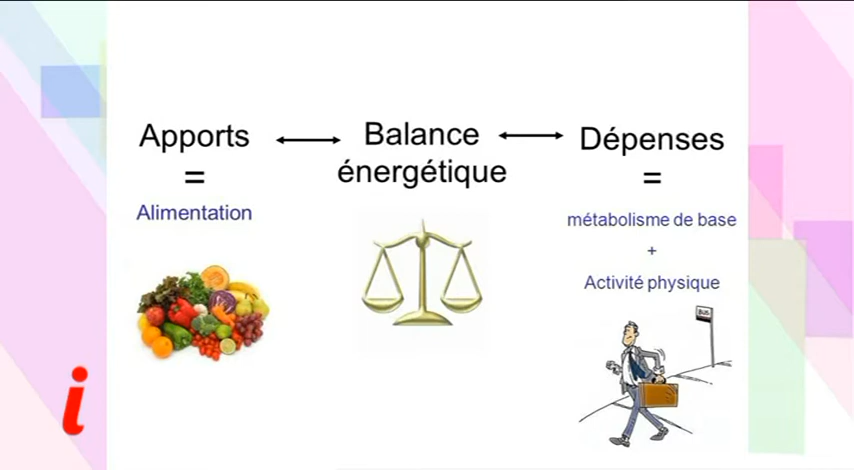 Apports
=
Alimentation
Balance
énergétique
Dépenses
=
métabolisme de base
+
Activité physique
BUS
i